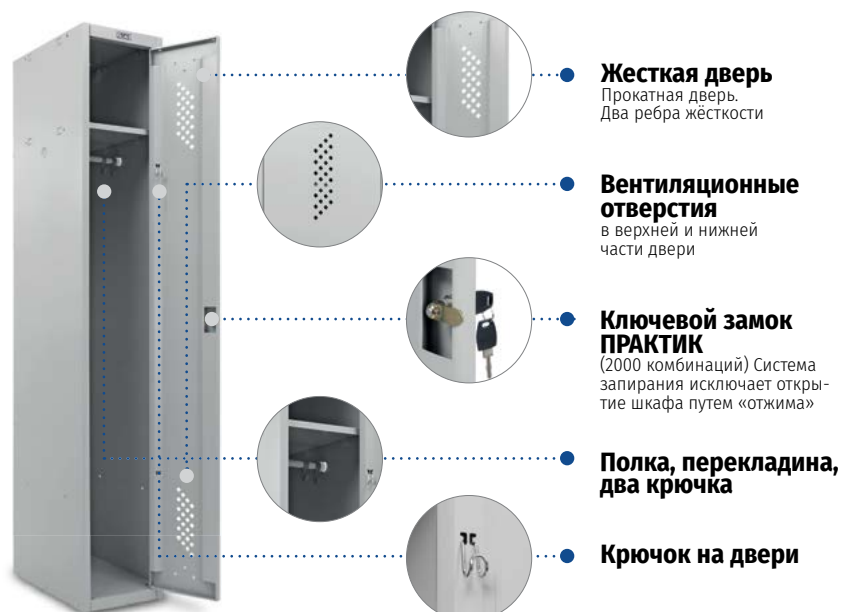 Жесткая дверь
Прокатная дверь.
Два ребра жёсткости
Вентиляционные
отверстия
в верхней и нижней
части двери
Ключевой замок
ПРАКТИК
(2000 комбинаций) Система
запирания исключает откры-
тие шкафа путем «отжима»
Полка, перекладина,
два крючка
Крючок на двери